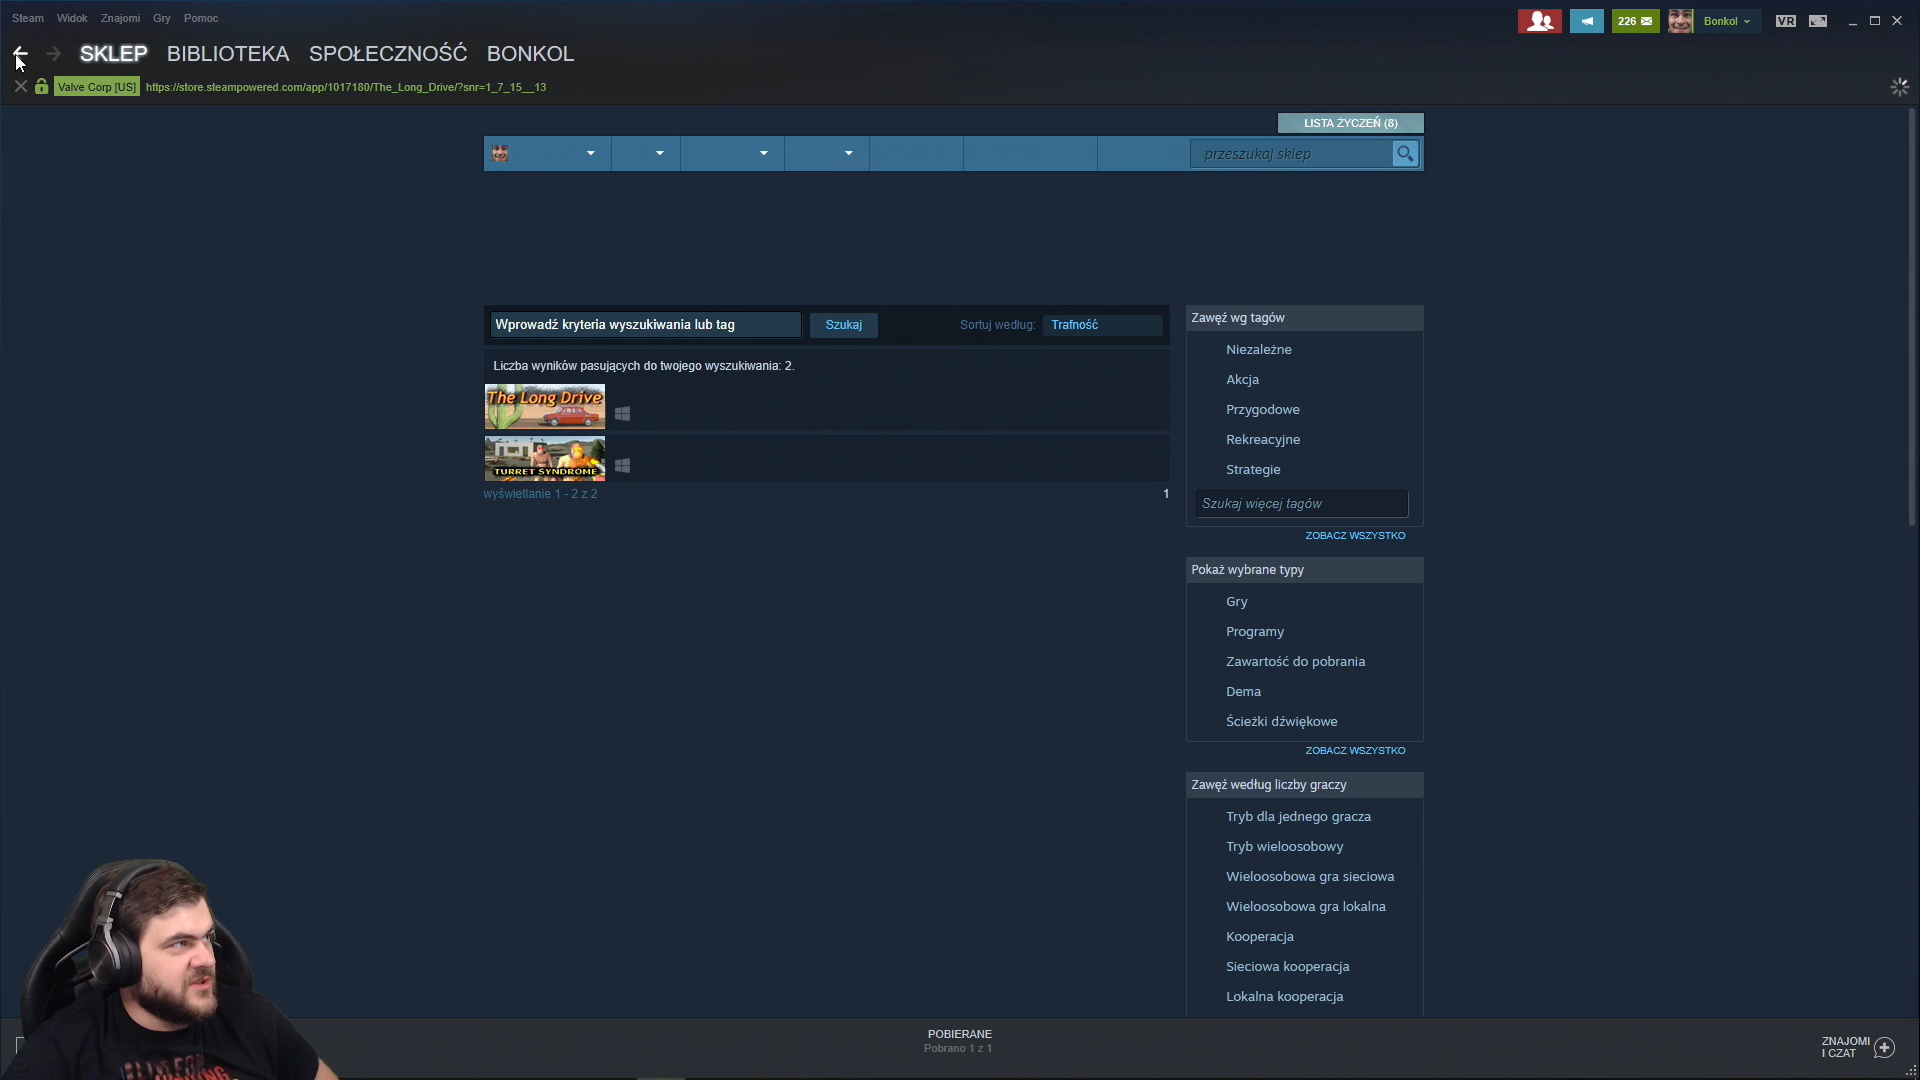 Steam Widok Znajomi Gry Pomoc
226
Bonkol
VR
SKLEP BIBLIOTEKA SPOŁECZNOŚĆ BONKOL
Valve Corp [US] https://store.steampowered.com/app/1017180/The_Long_Drive/?snr=1_7_15__13
LISTA ŻYCZEŃ (8)
przeszukaj sklep
Wprowadź kryteria wyszukiwania lub tag
Szukaj
Sortuj według: Trafność
Liczba wyników pasujących do twojego wyszukiwania: 2.
The Long Drive
TURRET SYNDROME
wyświetlanie 1 - 2 z 2
1
Zawęź wg tagów
Niezależne
Akcja
Przygodowe
Rekreacyjne
Strategie
Szukaj więcej tagów
ZOBACZ WSZYSTKO
Pokaż wybrane typy
Gry
Programy
Zawartość do pobrania
Dema
Ścieżki dźwiękowe
ZOBACZ WSZYSTKO
Zawęź według liczby graczy
Tryb dla jednego gracza
Tryb wieloosobowy
Wieloosobowa gra sieciowa
Wieloosobowa gra lokalna
Kooperacja
Sieciowa kooperacja
Lokalna kooperacja
POBIERANE
Pobrano 1 z 1
ZNAJOMI
I CZAT